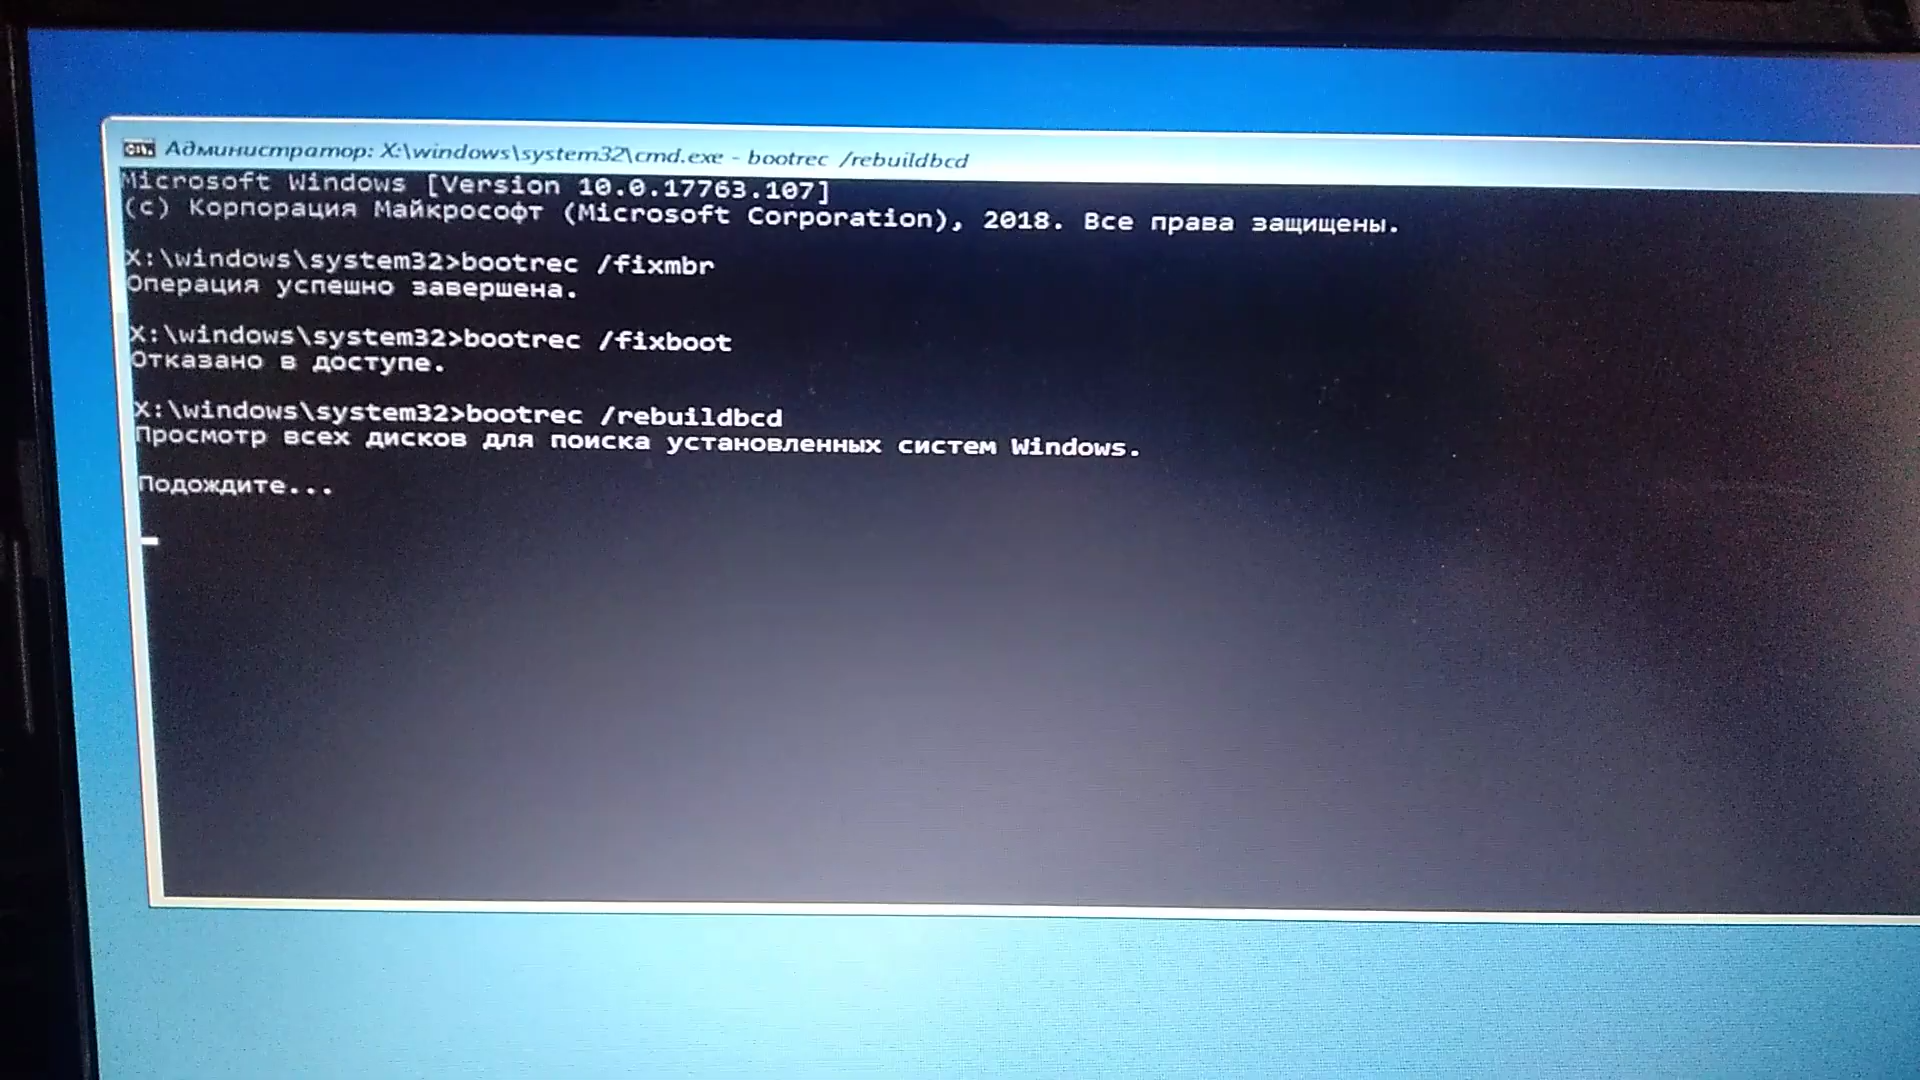 Администратор: X:\windows\system32\cmd.exe - bootrec /rebuildbcd
Microsoft Windows [Version 10.0.17763.107]
(c) Корпорация Майкрософт (Microsoft Corporation), 2018. Все права защищены.
X:\windows\system32>bootrec /fixmbr
Операция успешно завершена.
X:\windows\system32>bootrec /fixboot
Отказано в доступе.
X:\windows\system32>bootrec /rebuildbcd
Просмотр всех дисков для поиска установленных систем Windows.
Подождите...